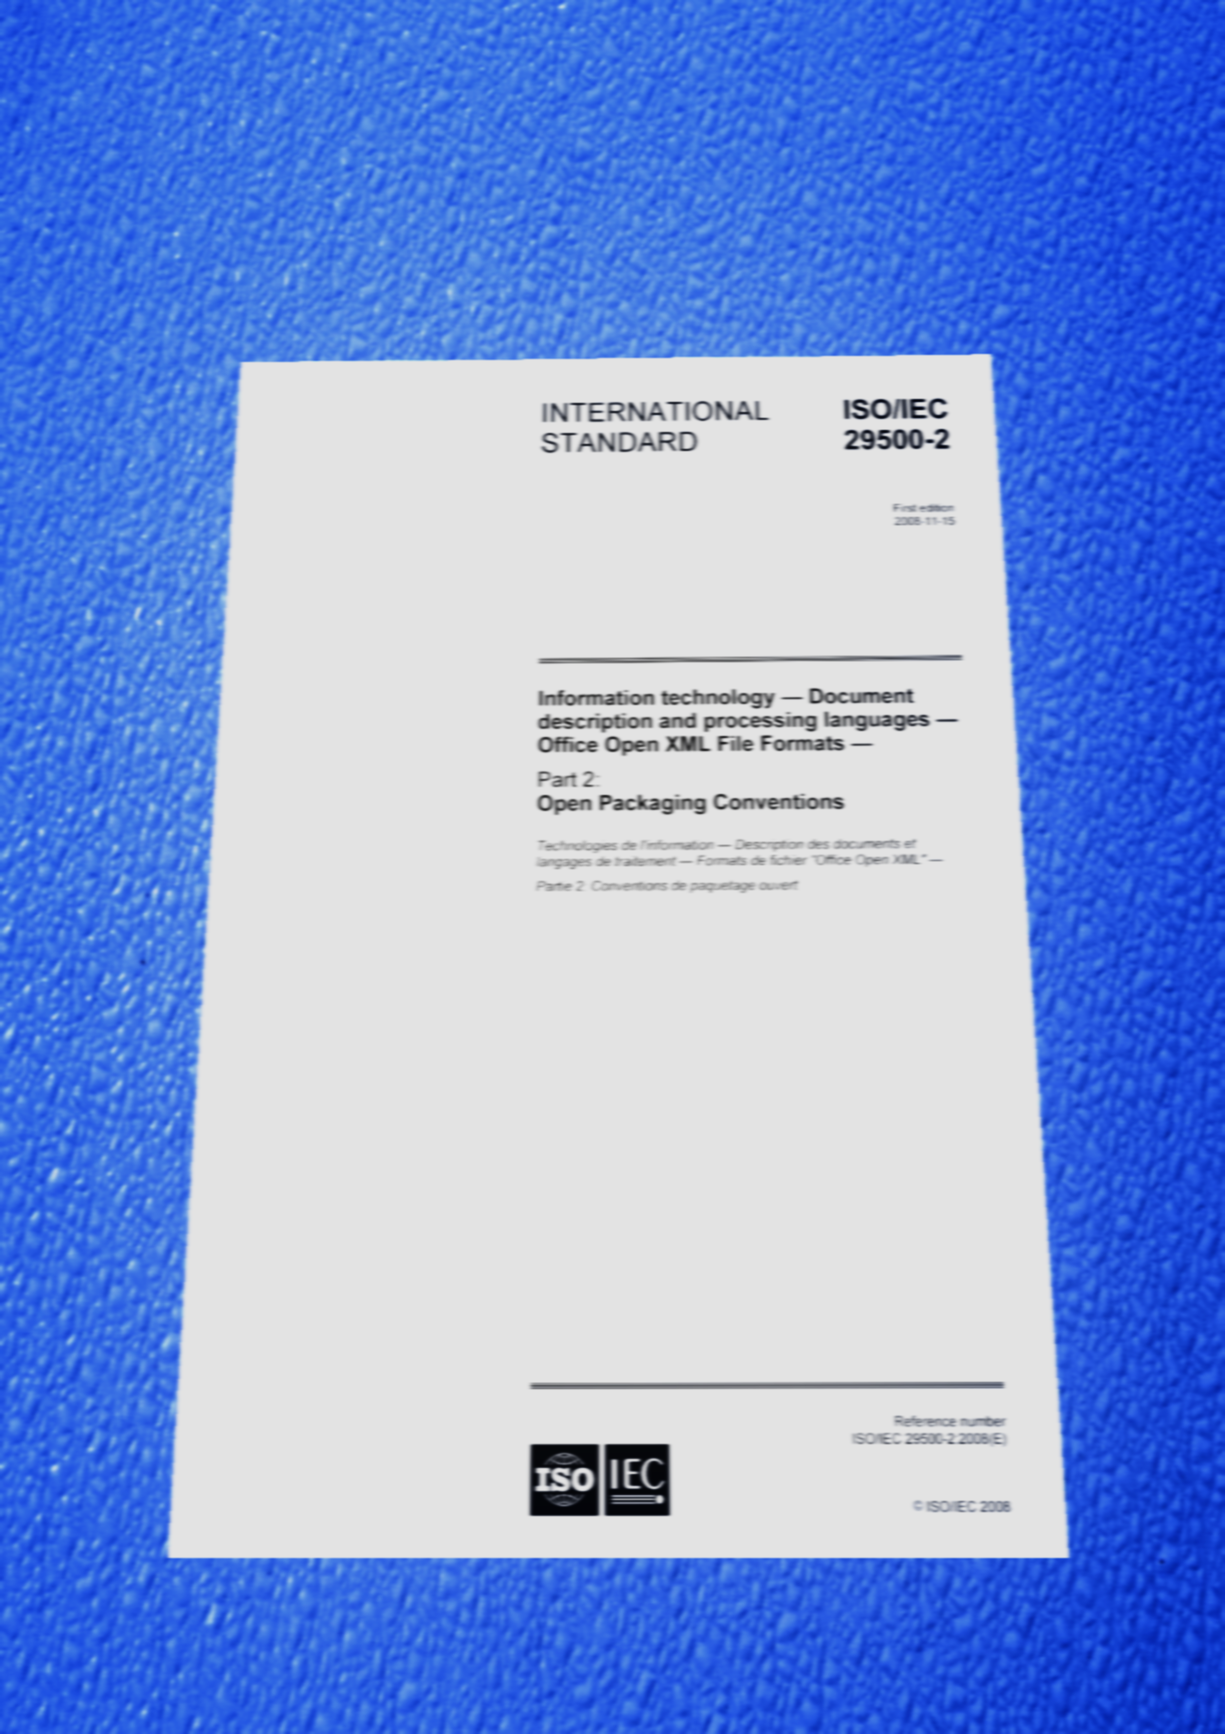 INTERNATIONAL
STANDARD
ISO/IEC
29500-2
First edition
2008-11-15
Information technology — Document
description and processing languages —
Office Open XML File Formats —
Part 2:
Open Packaging Conventions
Technologies de l'information — Description des documents et
langages de traitement — Formats de fichier "Office Open XML" —
Partie 2: Conventions de paquetage ouvert
Reference number
ISO/IEC 29500-2:2008(E)
ISO IEC
© ISO/IEC 2008